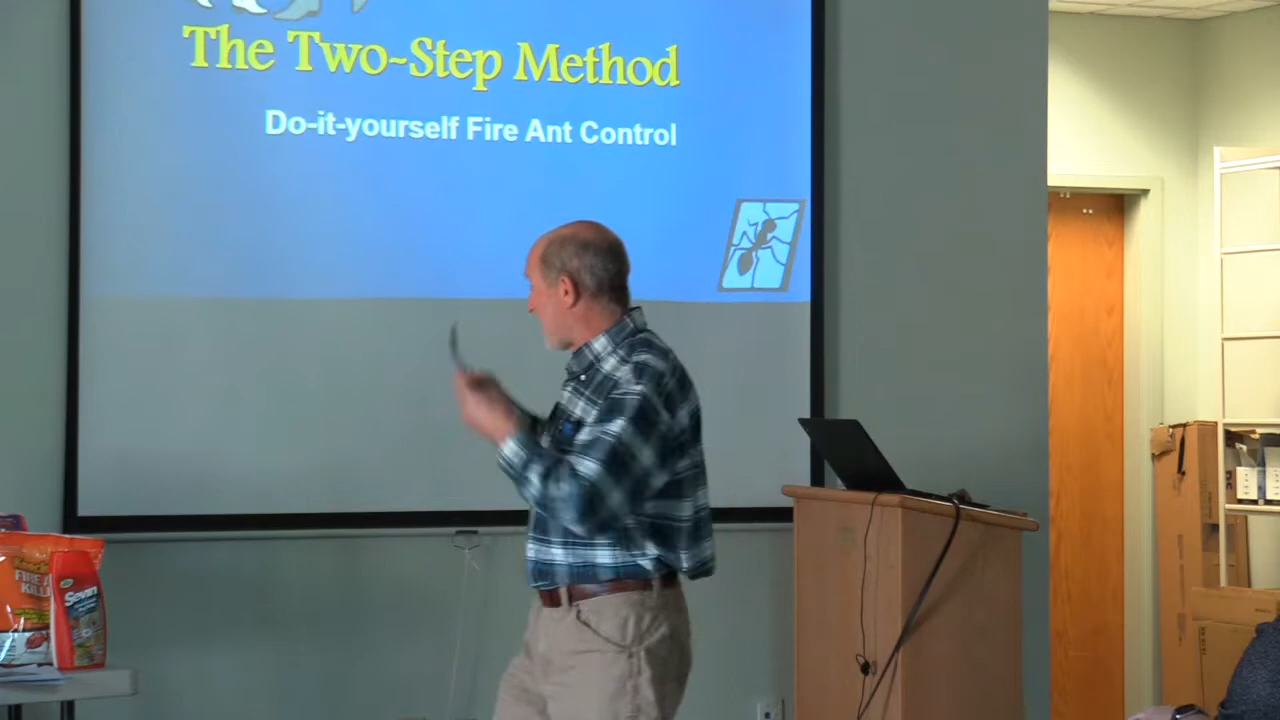 The Two-Step Method
Do-it-yourself Fire Ant Control
FIRE A
KILL
Sevin